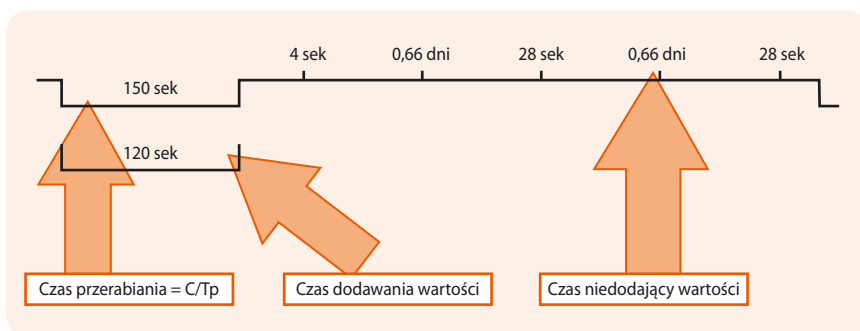 4 sek 0,66 dni 28 sek 0,66 dni 28 sek
150 sek
120 sek
Czas przerabiania = C/Tp Czas dodawania wartości Czas niedodający wartości